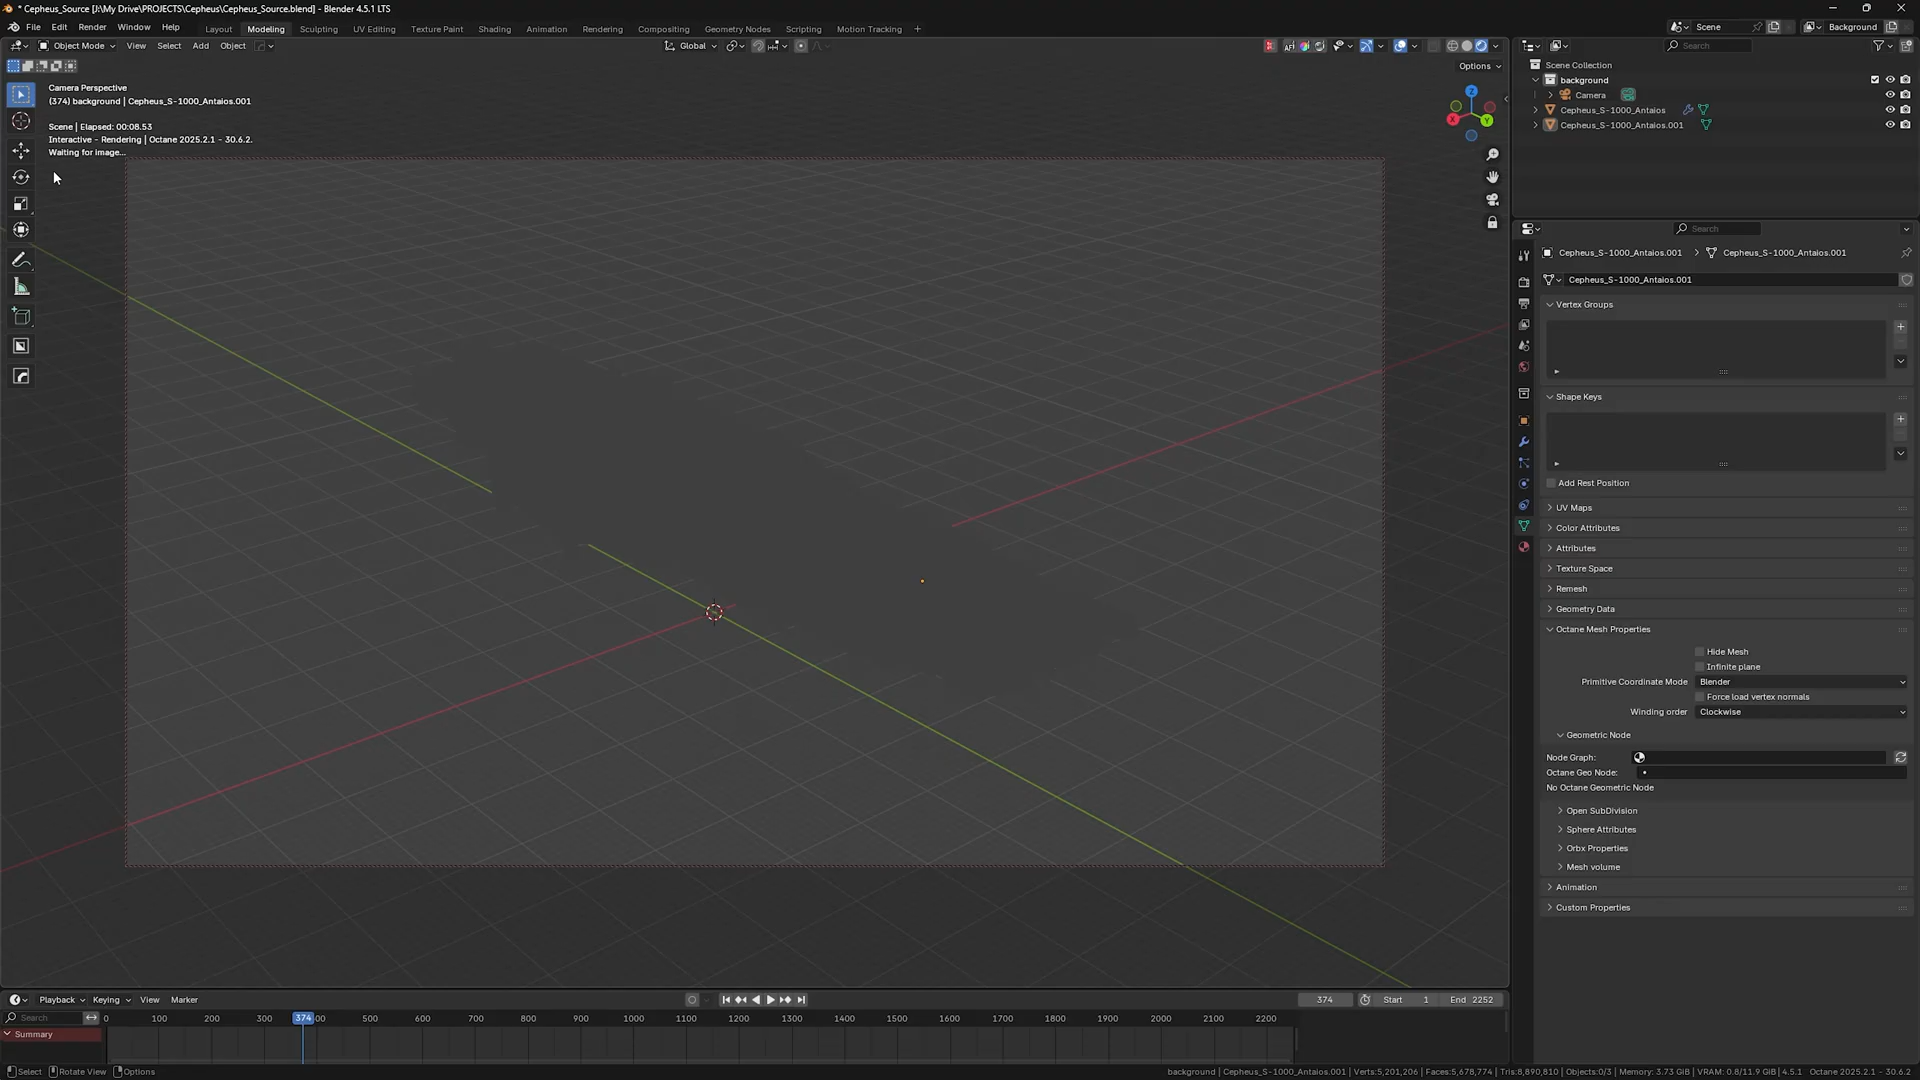 * Cepheus_Source [J:\My Drive\PROJECTS\Cepheus\Cepheus_Source.blend] - Blender 4.5.1 LTS
File Edit Render Window Help Layout Modeling Sculpting UV Editing Texture Paint Shading Animation Rendering Compositing Geometry Nodes Scripting Motion Tracking + Scene Background
Object Mode View Select Add Object Global
Search
Options
Camera Perspective
(374) background | Cepheus_S-1000_Antaios.001
Scene | Elapsed: 00:08.53
Interactive - Rendering | Octane 2025.2.1 - 30.6.2.
Waiting for image...
Z
X
Y
Scene Collection
background
Camera
Cepheus_S-1000_Antaios
Cepheus_S-1000_Antaios.001
Search
Cepheus_S-1000_Antaios.001 > Cepheus_S-1000_Antaios.001
Cepheus_S-1000_Antaios.001
Vertex Groups
Shape Keys
Add Rest Position
UV Maps
Color Attributes
Attributes
Texture Space
Remesh
Geometry Data
Octane Mesh Properties
Hide Mesh
Infinite plane
Primitive Coordinate Mode Blender
Force load vertex normals
Winding order Clockwise
Geometric Node
Node Graph:
Octane Geo Node:
No Octane Geometric Node
Open SubDivision
Sphere Attributes
Orbx Properties
Mesh volume
Animation
Custom Properties
Playback Keying View Marker 374 Start 1 End 2252
Search 0 100 200 300 374 00 500 600 700 800 900 1000 1100 1200 1300 1400 1500 1600 1700 1800 1900 2000 2100 2200
Summary
Select Rotate View Options background | Cepheus_S-1000_Antaios.001 | Verts:5,201,206 | Faces:5,678,774 | Tris:8,890,810 | Objects:0/3 | Memory: 3.73 GiB | VRAM: 0.8/11.9 GiB | 4.5.1 Octane 2025.2.1 - 30.6.2